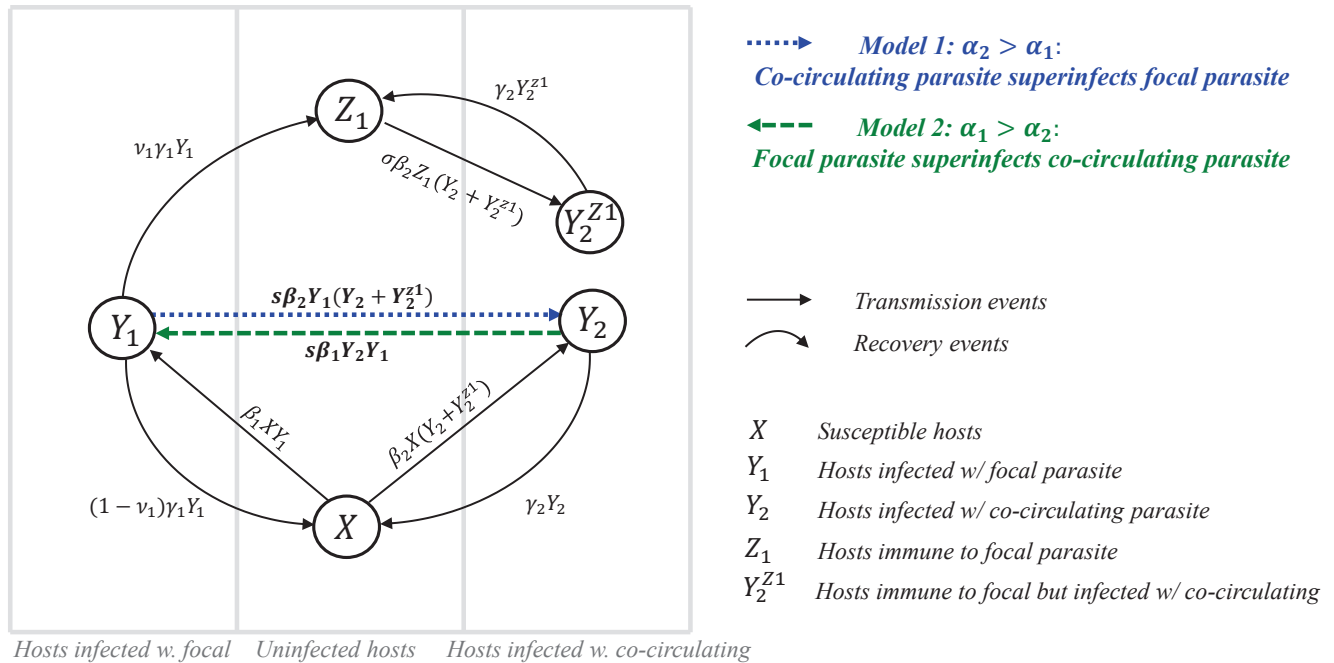 Z₁
γ₂Y₂^{z1}
ν₁γ₁Y₁
σβ₂Z₁(Y₂ + Y₂^{z1})
Y₂^{Z1}
sβ₂Y₁(Y₂ + Y₂^{z1})
Y₁
Y₂
sβ₁Y₂Y₁
β₁XY₁
β₂X(Y₂+Y₂^{z1})
(1 − ν₁)γ₁Y₁
X
γ₂Y₂
Hosts infected w. focal
Uninfected hosts
Hosts infected w. co-circulating
Model 1: α₂ > α₁:
Co-circulating parasite superinfects focal parasite
Model 2: α₁ > α₂:
Focal parasite superinfects co-circulating parasite
Transmission events
Recovery events
X Susceptible hosts
Y₁ Hosts infected w/ focal parasite
Y₂ Hosts infected w/ co-circulating parasite
Z₁ Hosts immune to focal parasite
Y₂^{Z1} Hosts immune to focal but infected w/ co-circulating